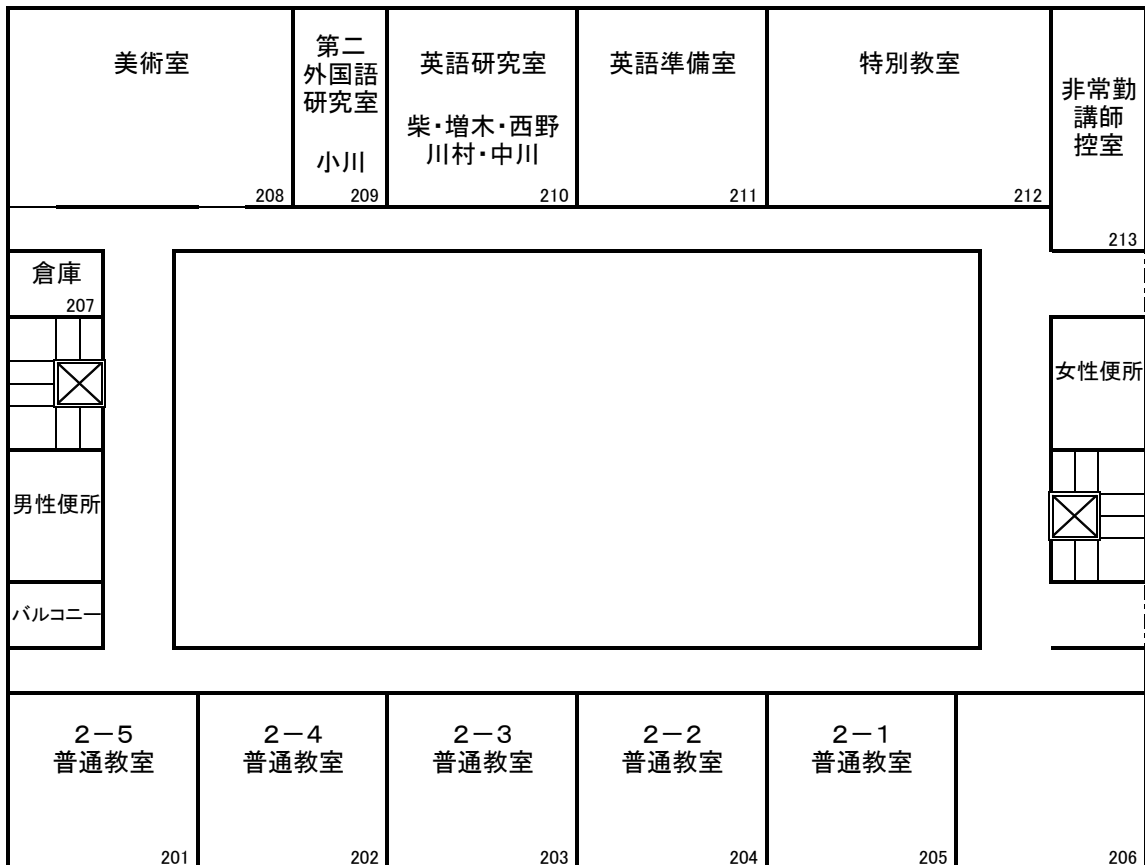 美術室
208
第二
外国語
研究室
小川
209
英語研究室
柴・増木・西野
川村・中川
210
英語準備室
211
特別教室
212
非常勤
講師
控室
213
倉庫
207
女性便所
男性便所
バルコニー
2-5
普通教室
201
2-4
普通教室
202
2-3
普通教室
203
2-2
普通教室
204
2-1
普通教室
205
206